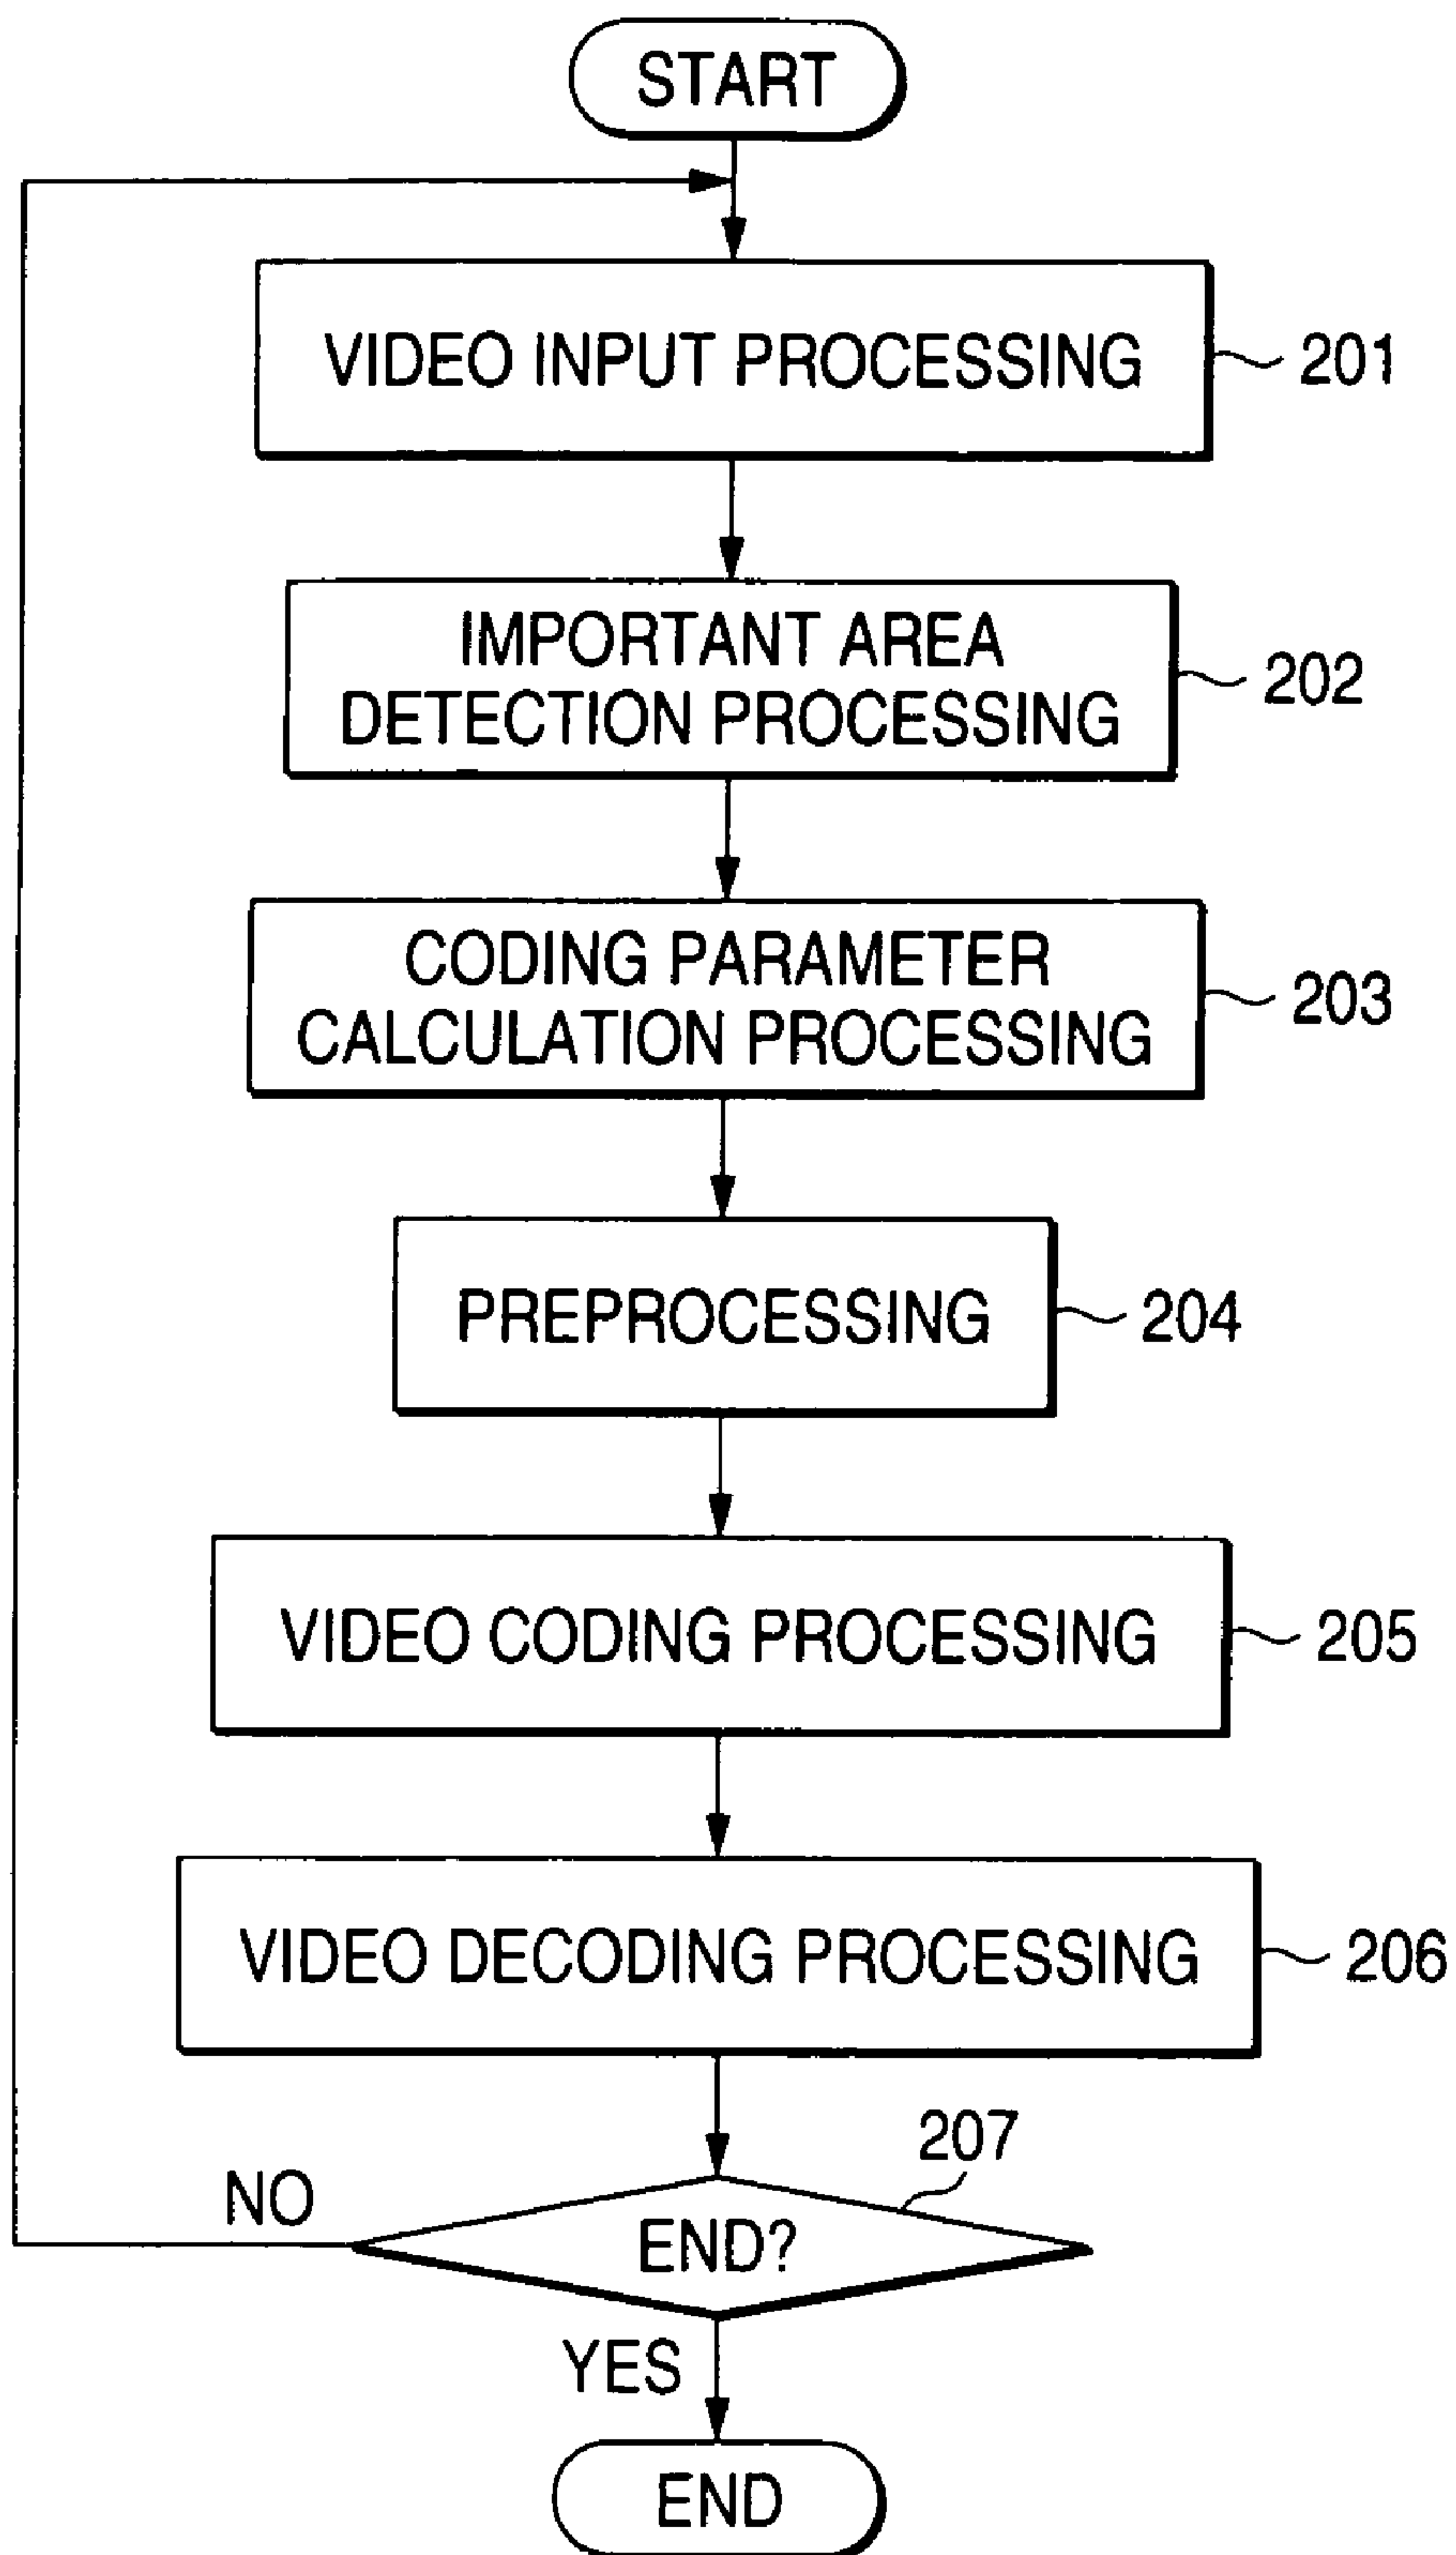 START
VIDEO INPUT PROCESSING
201
IMPORTANT AREA
DETECTION PROCESSING
202
CODING PARAMETER
CALCULATION PROCESSING
203
PREPROCESSING
204
VIDEO CODING PROCESSING
205
VIDEO DECODING PROCESSING
206
207
NO
END?
YES
END